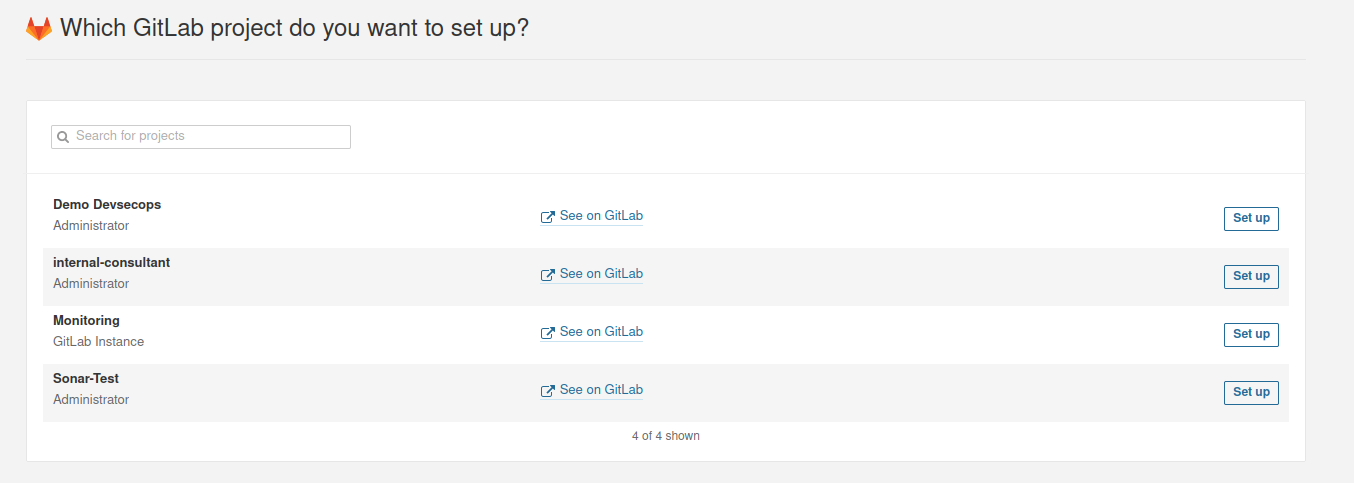 Which GitLab project do you want to set up?
Search for projects
Demo Devsecops
Administrator
See on GitLab
Set up
internal-consultant
Administrator
See on GitLab
Set up
Monitoring
GitLab Instance
See on GitLab
Set up
Sonar-Test
Administrator
See on GitLab
Set up
4 of 4 shown